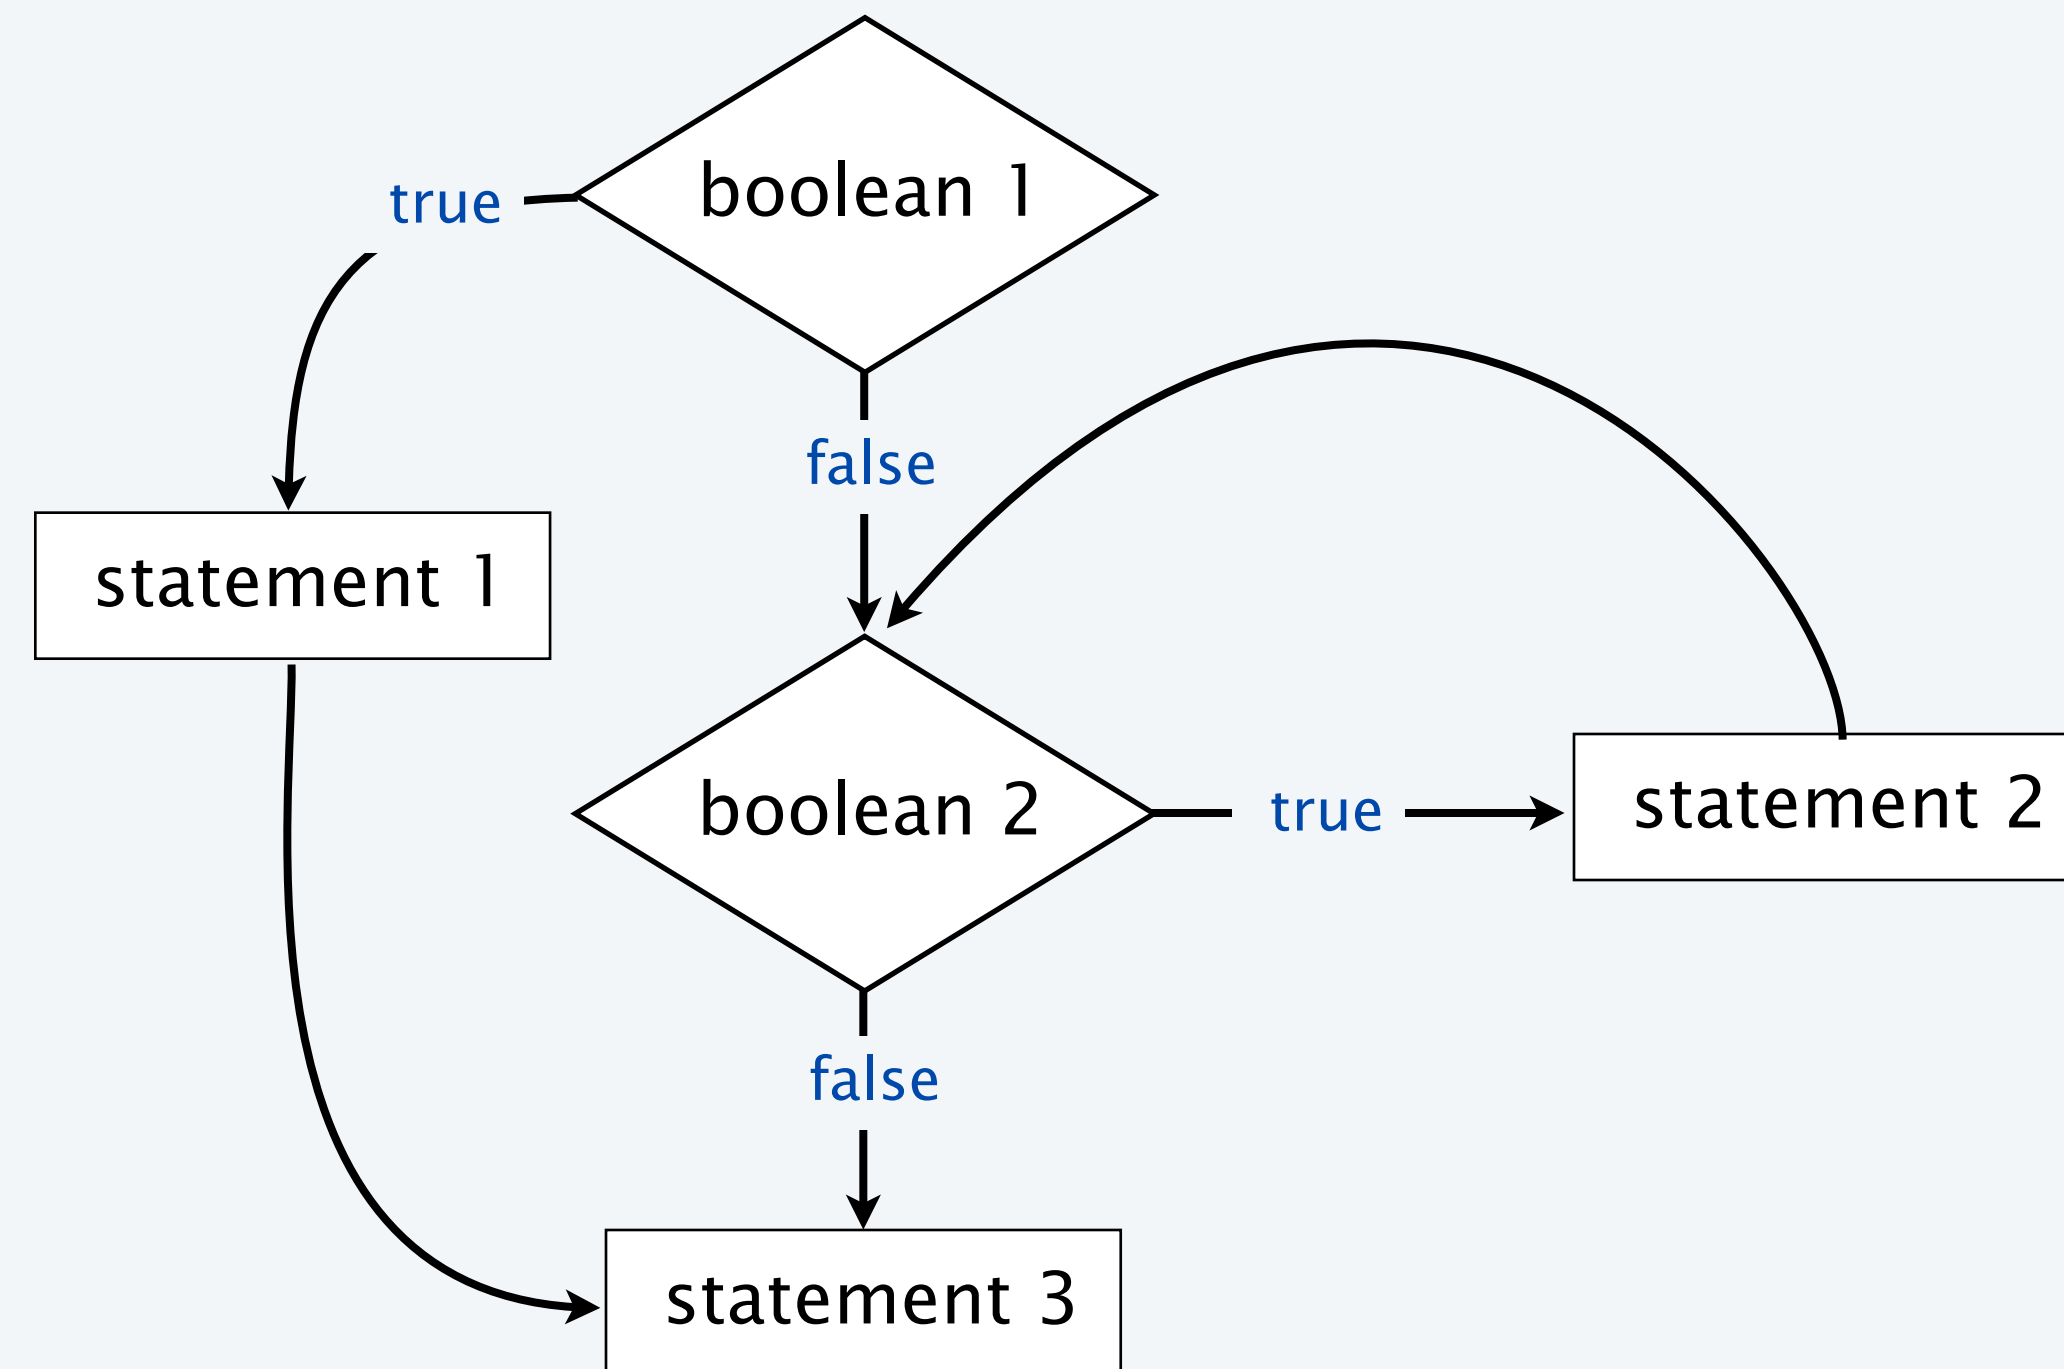 boolean 1
true
false
statement 1
boolean 2
true
statement 2
false
statement 3